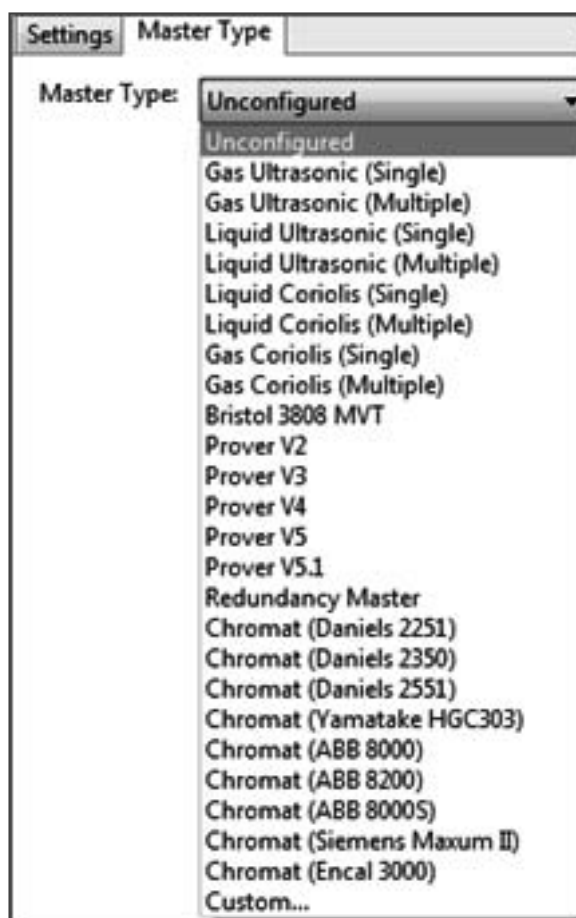 Settings Master Type
Master Type: Unconfigured
Unconfigured
Gas Ultrasonic (Single)
Gas Ultrasonic (Multiple)
Liquid Ultrasonic (Single)
Liquid Ultrasonic (Multiple)
Liquid Coriolis (Single)
Liquid Coriolis (Multiple)
Gas Coriolis (Single)
Gas Coriolis (Multiple)
Bristol 3808 MVT
Prover V2
Prover V3
Prover V4
Prover V5
Prover V5.1
Redundancy Master
Chromat (Daniels 2251)
Chromat (Daniels 2350)
Chromat (Daniels 2551)
Chromat (Yamatake HGC303)
Chromat (ABB 8000)
Chromat (ABB 8200)
Chromat (ABB 8000S)
Chromat (Siemens Maxum II)
Chromat (Encal 3000)
Custom...